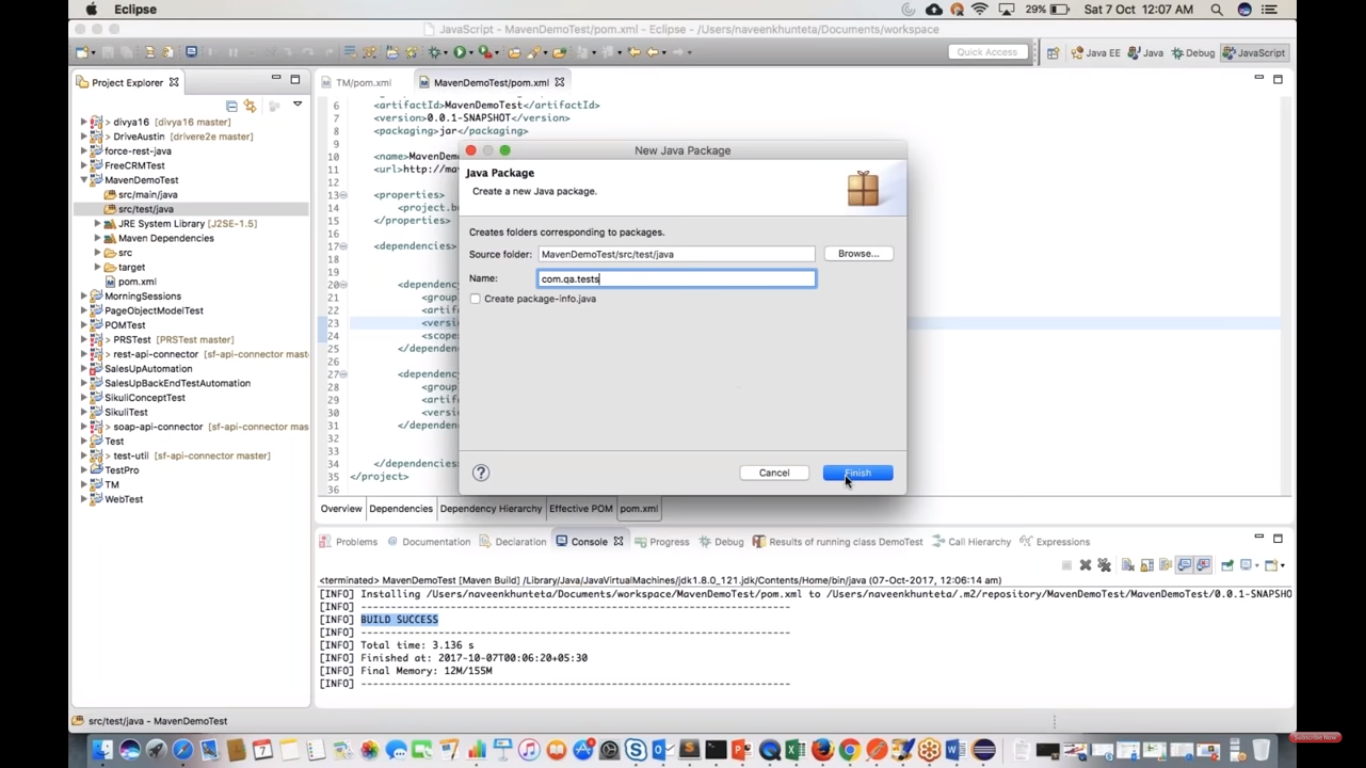 Eclipse
29%
Sat 7 Oct 12:07 AM
JavaScript - MavenDemoTest/pom.xml - Eclipse - /Users/naveenkhunteta/Documents/workspace
Quick Access
Java EE
Java
Debug
JavaScript
Project Explorer
> divya16 [divya16 master]
> DriveAustin [drivere2e master]
force-rest-java
FreeCRMTest
MavenDemoTest
src/main/java
src/test/java
JRE System Library [J2SE-1.5]
Maven Dependencies
src
target
pom.xml
MorningSessions
PageObjectModelTest
POMTest
> PRSTest [PRSTest master]
> rest-api-connector [sf-api-connector mast
SalesUpAutomation
SalesUpBackEndTestAutomation
SikuliConceptTest
SikuliTest
> soap-api-connector [sf-api-connector mas
Test
> test-util [sf-api-connector master]
TestPro
TM
WebTest
TM/pom.xml
MavenDemoTest/pom.xml
6 <artifactId>MavenDemoTest</artifactId>
7 <version>0.0.1-SNAPSHOT</version>
8 <packaging>jar</packaging>
9
10 <name>MavenDem
11 <url>http://ma
12
13 <properties>
14 <project.b
15 </properties>
16
17 <dependencies>
18
19
20 <dependenc
21 <group
22 <artif
23 <versi
24 <scope
25 </dependen
26
27 <dependenc
28 <group
29 <artif
30 <versi
31 </dependen
32
33
34 </dependencies
35 </project>
36
New Java Package
Java Package
Create a new Java package.
Creates folders corresponding to packages.
Source folder: MavenDemoTest/src/test/java
Browse...
Name: com.qa.tests
Create package-info.java
?
Cancel
Finish
Overview
Dependencies
Dependency Hierarchy
Effective POM
pom.xml
Problems
Documentation
Declaration
Console
Progress
Debug
Results of running class DemoTest
Call Hierarchy
Expressions
<terminated> MavenDemoTest [Maven Build] /Library/Java/JavaVirtualMachines/jdk1.8.0_121.jdk/Contents/Home/bin/java (07-Oct-2017, 12:06:14 am)
[INFO] Installing /Users/naveenkhunteta/Documents/workspace/MavenDemoTest/pom.xml to /Users/naveenkhunteta/.m2/repository/MavenDemoTest/MavenDemoTest/0.0.1-SNAPSHO
[INFO] ------------------------------------------------------------------------
[INFO] BUILD SUCCESS
[INFO] ------------------------------------------------------------------------
[INFO] Total time: 3.136 s
[INFO] Finished at: 2017-10-07T00:06:20+05:30
[INFO] Final Memory: 12M/155M
[INFO] ------------------------------------------------------------------------
src/test/java - MavenDemoTest
Subscribe Now